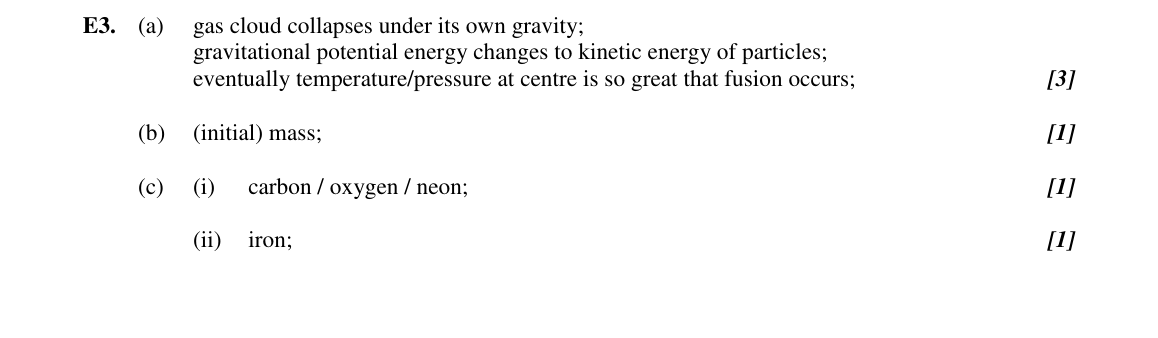 E3. (a) gas cloud collapses under its own gravity;
gravitational potential energy changes to kinetic energy of particles;
eventually temperature/pressure at centre is so great that fusion occurs; [3]
(b) (initial) mass; [1]
(c) (i) carbon / oxygen / neon; [1]
(ii) iron; [1]